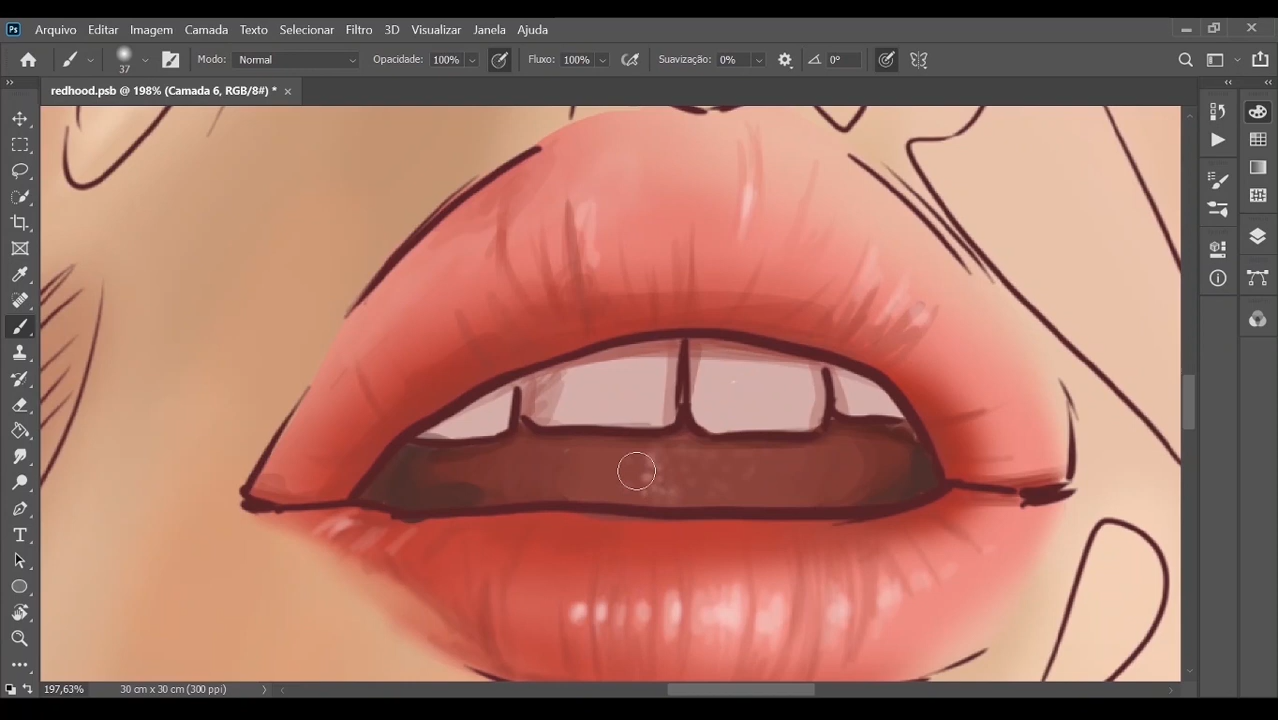 Ps Arquivo Editar Imagem Camada Texto Selecionar Filtro 3D Visualizar Janela Ajuda
37 Modo: Normal Opacidade: 100% Fluxo: 100% Suavização: 0% 0°
redhood.psb @ 198% (Camada 6, RGB/8#) *
197,63% 30 cm x 30 cm (300 ppi)